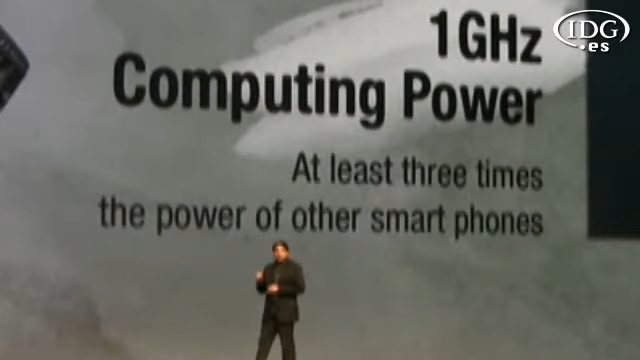 1GHz
Computing Power
At least three times
the power of other smart phones
IDG
.es